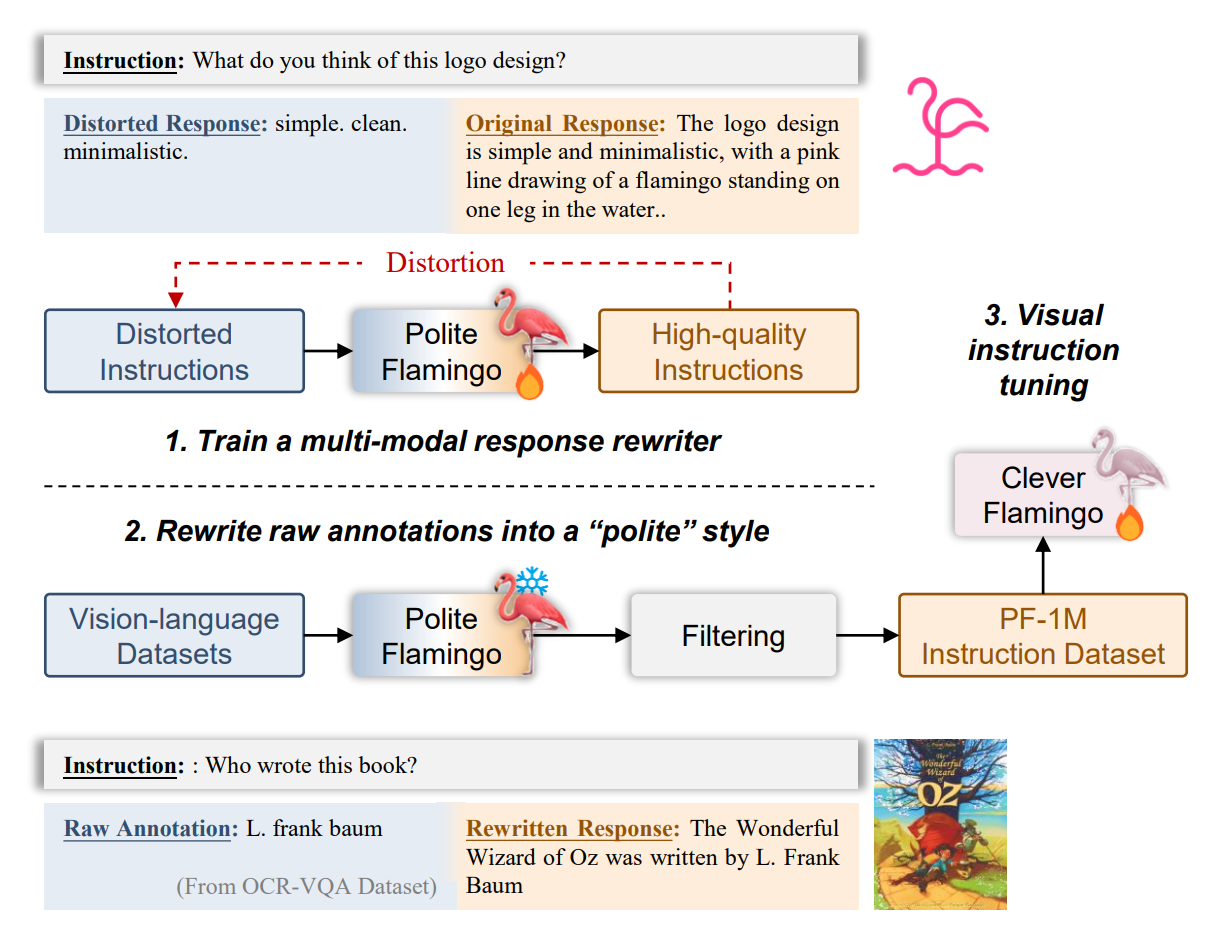 Instruction: What do you think of this logo design?
Distorted Response: simple. clean.
minimalistic.
Original Response: The logo design
is simple and minimalistic, with a pink
line drawing of a flamingo standing on
one leg in the water..
Distortion
Distorted
Instructions
Polite
Flamingo
High-quality
Instructions
1. Train a multi-modal response rewriter
3. Visual
instruction
tuning
Clever
Flamingo
2. Rewrite raw annotations into a “polite” style
Vision-language
Datasets
Polite
Flamingo
Filtering
PF-1M
Instruction Dataset
Instruction: : Who wrote this book?
Raw Annotation: L. frank baum
(From OCR-VQA Dataset)
Rewritten Response: The Wonderful
Wizard of Oz was written by L. Frank
Baum
L. Frank Baum
The
Wonderful
Wizard
of
OZ